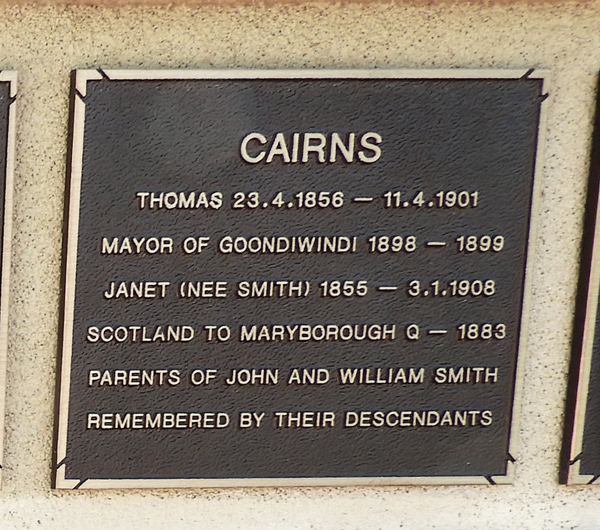 CAIRNS
THOMAS 23.4.1856 — 11.4.1901
MAYOR OF GOONDIWINDI 1898 — 1899
JANET (NEE SMITH) 1855 — 3.1.1908
SCOTLAND TO MARYBOROUGH Q — 1883
PARENTS OF JOHN AND WILLIAM SMITH
REMEMBERED BY THEIR DESCENDANTS